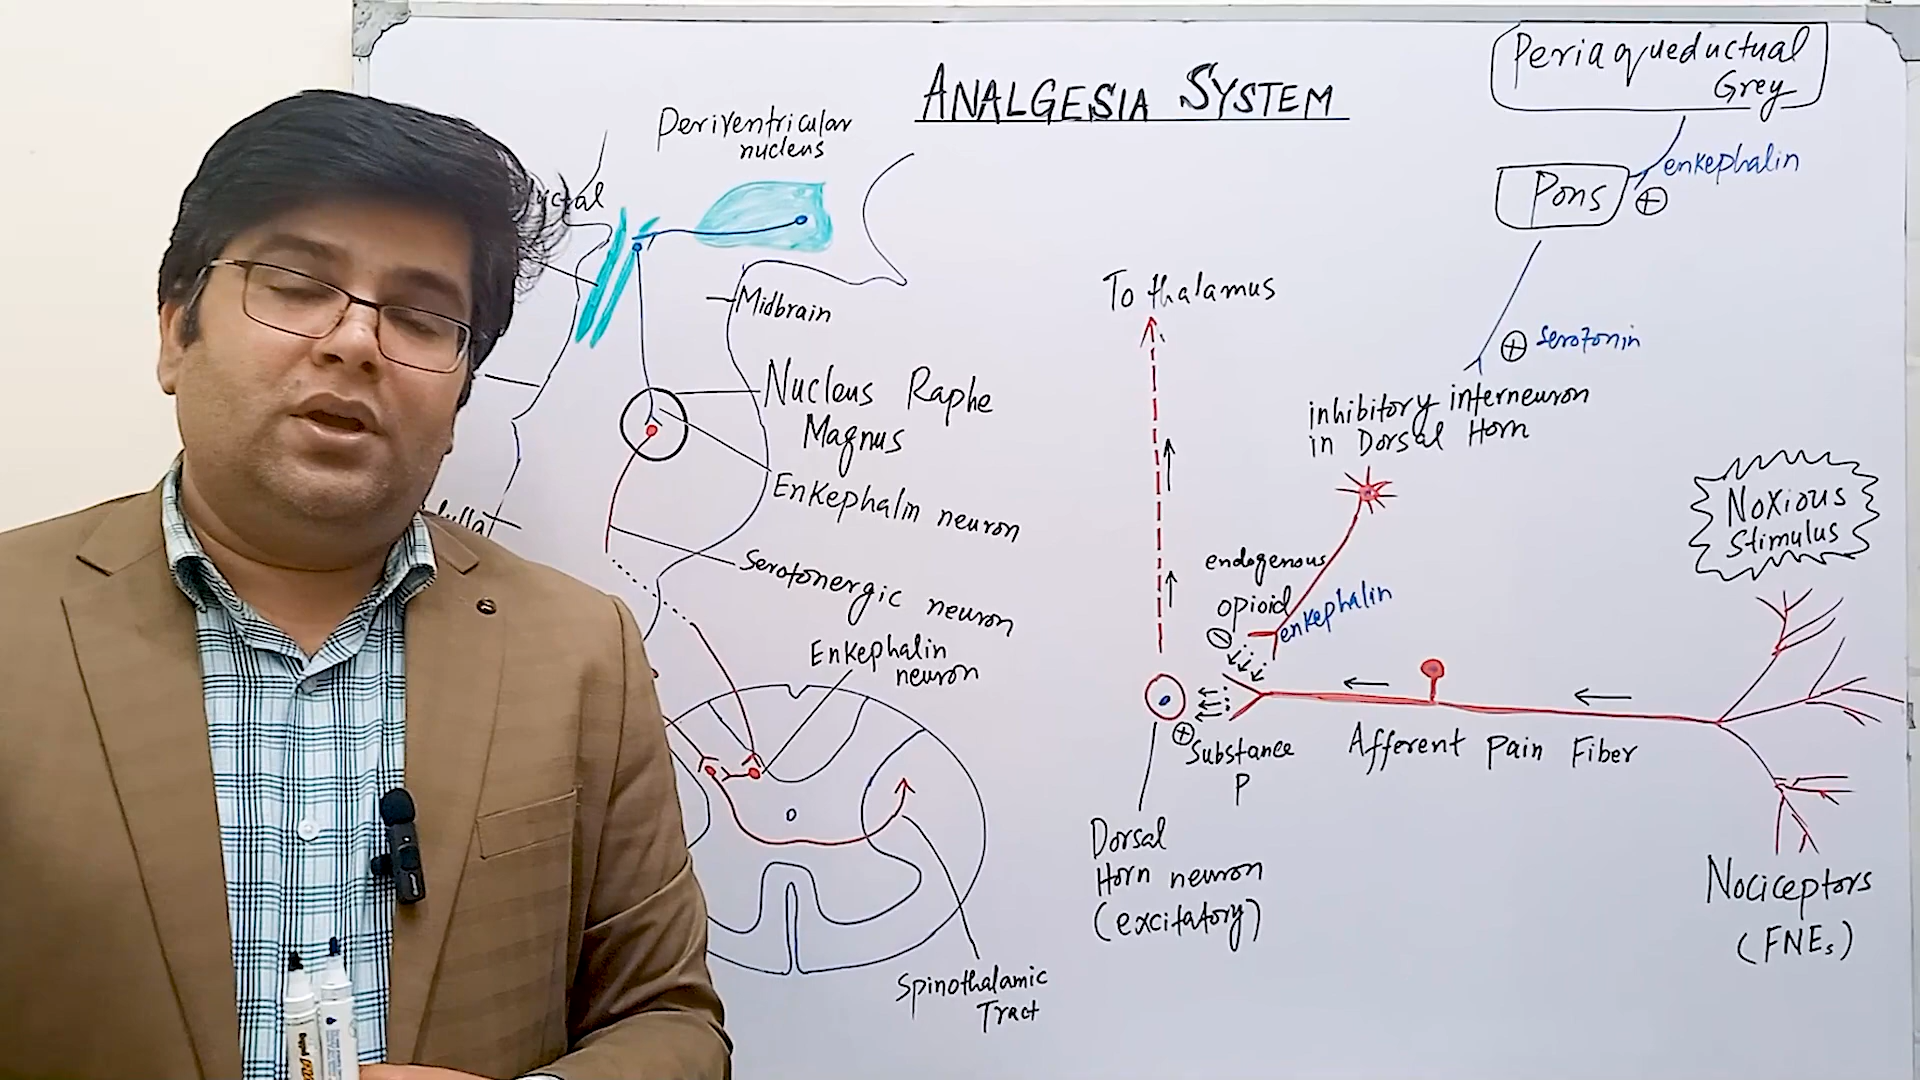 ANALGESIA SYSTEM
Periventricular
nucleus
Midbrain
Nucleus Raphe
Magnus
Enkephalin neuron
Serotonergic neuron
Enkephalin
neuron
Spinothalamic
Tract
Periaqueductual
Grey
enkephalin
Pons
+
+ serotonin
To thalamus
inhibitory interneuron
in Dorsal Horn
Noxious
Stimulus
endogenous
opioid
enkephalin
-
+
Substance
P
Afferent Pain Fiber
Dorsal
Horn neuron
(excitatory)
Nociceptors
(FNEs)